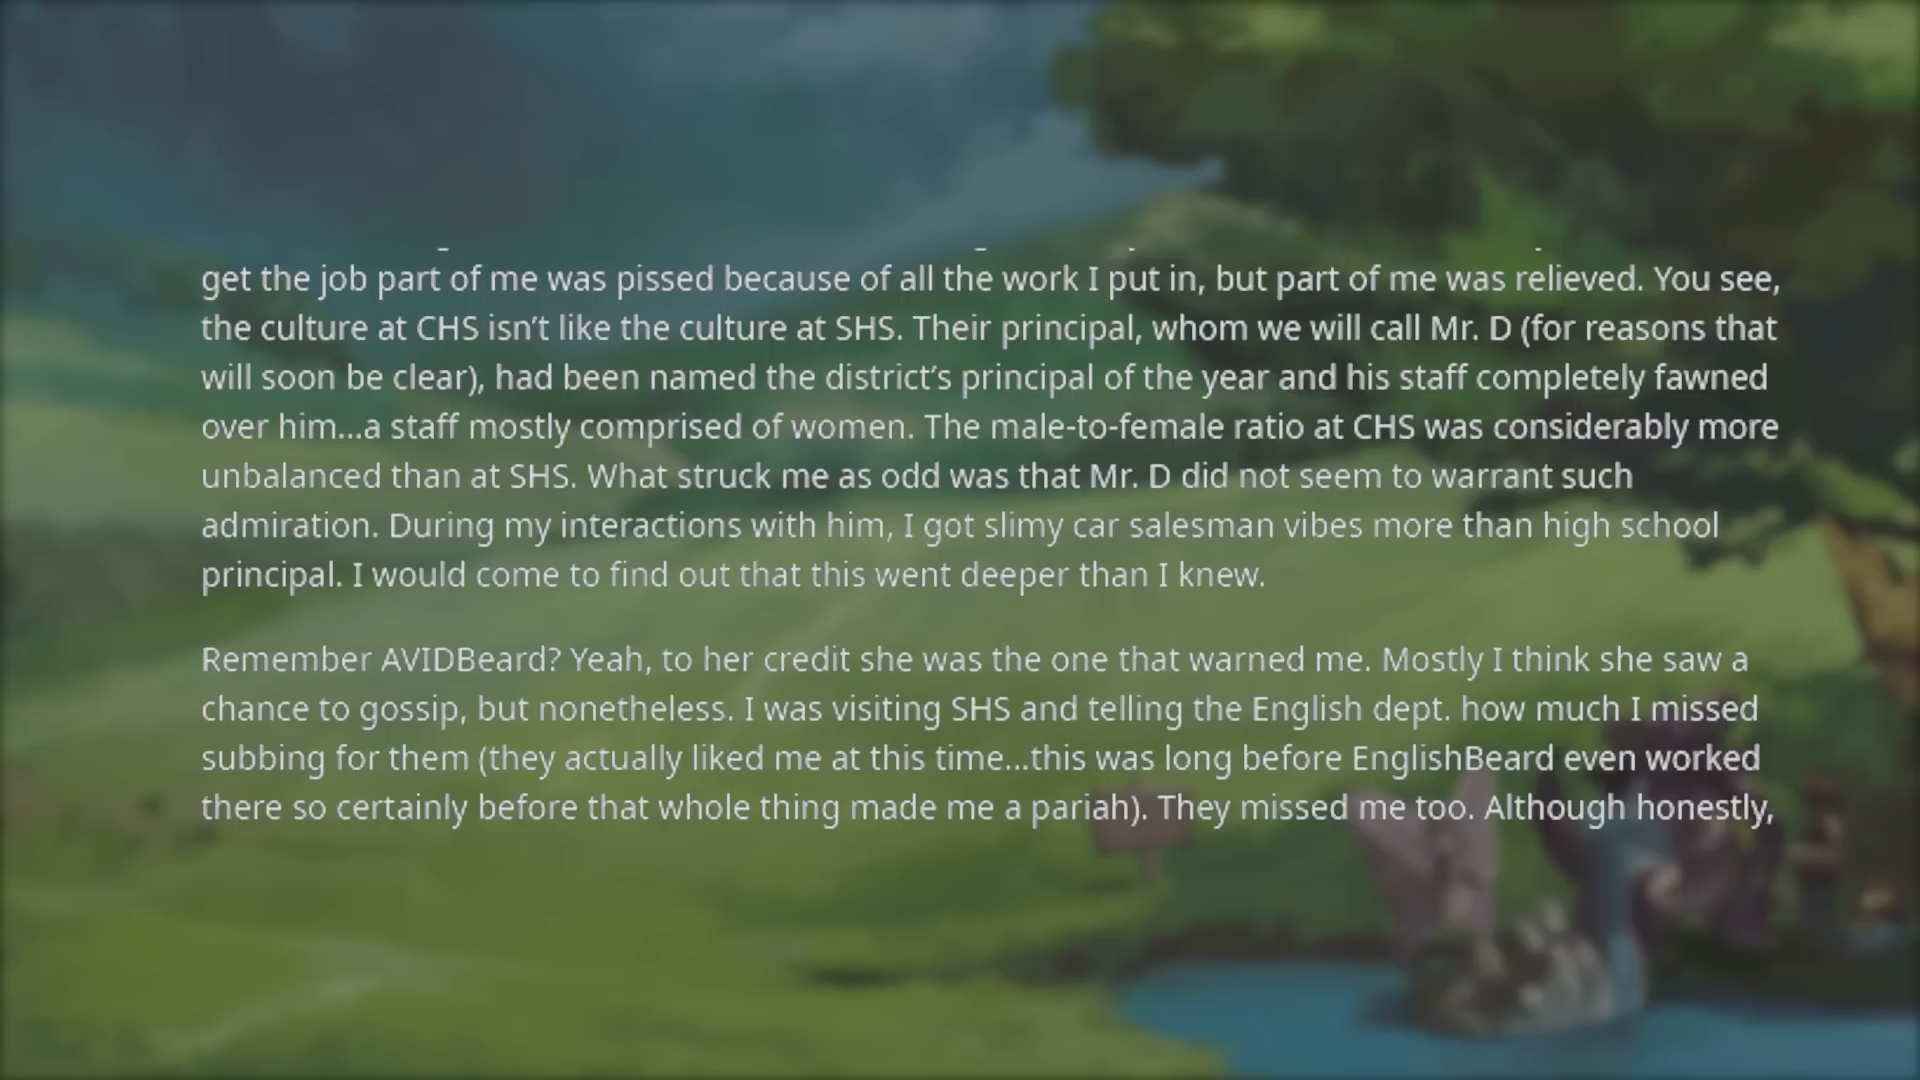 get the job part of me was pissed because of all the work I put in, but part of me was relieved. You see,
the culture at CHS isn’t like the culture at SHS. Their principal, whom we will call Mr. D (for reasons that
will soon be clear), had been named the district’s principal of the year and his staff completely fawned
over him...a staff mostly comprised of women. The male-to-female ratio at CHS was considerably more
unbalanced than at SHS. What struck me as odd was that Mr. D did not seem to warrant such
admiration. During my interactions with him, I got slimy car salesman vibes more than high school
principal. I would come to find out that this went deeper than I knew.
Remember AVIDBeard? Yeah, to her credit she was the one that warned me. Mostly I think she saw a
chance to gossip, but nonetheless. I was visiting SHS and telling the English dept. how much I missed
subbing for them (they actually liked me at this time...this was long before EnglishBeard even worked
there so certainly before that whole thing made me a pariah). They missed me too. Although honestly,